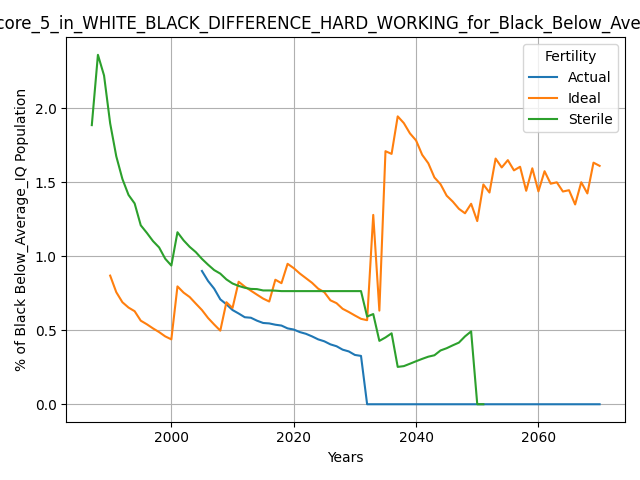 core_5_in_WHITE_BLACK_DIFFERENCE_HARD_WORKING_for_Black_Below_Ave
Fertility
Actual
Ideal
Sterile
% of Black Below_Average_IQ Population
2.0
1.5
1.0
0.5
0.0
2000
2020
2040
2060
Years